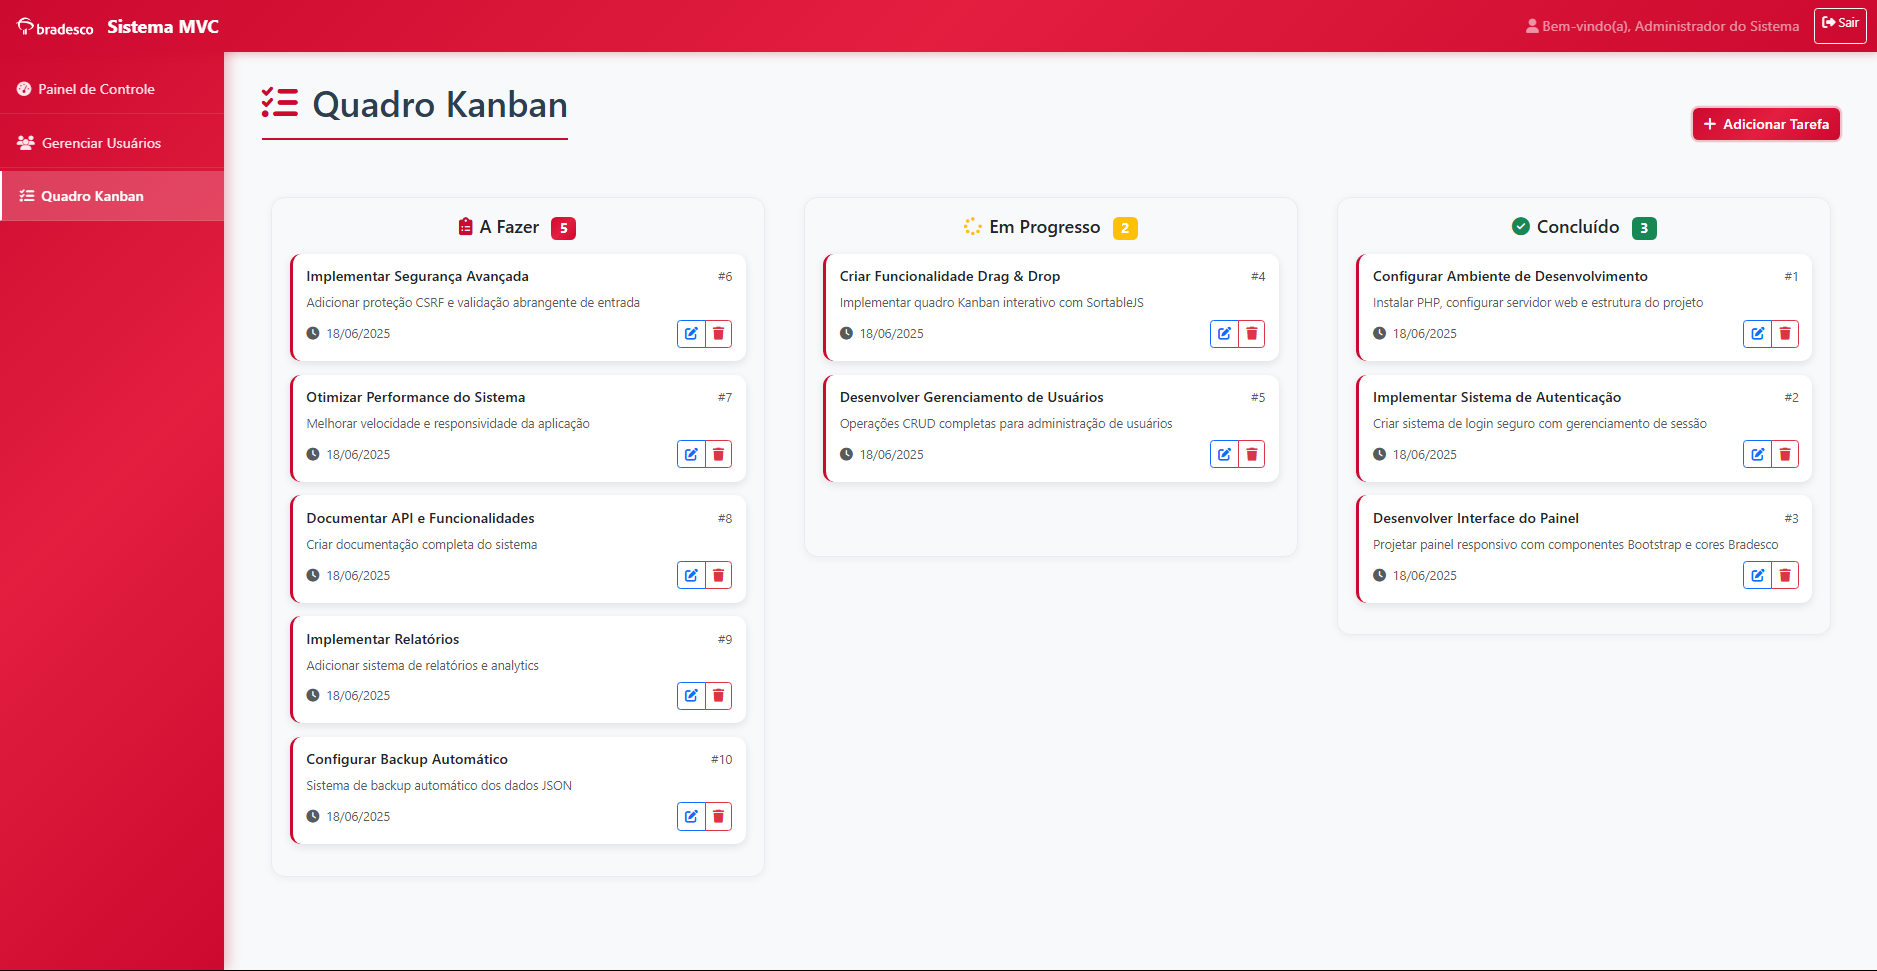 bradesco Sistema MVC
Bem-vindo(a), Administrador do Sistema
Sair
Painel de Controle
Gerenciar Usuários
Quadro Kanban
Quadro Kanban
Adicionar Tarefa
A Fazer 5
Implementar Segurança Avançada #6
Adicionar proteção CSRF e validação abrangente de entrada
18/06/2025
Otimizar Performance do Sistema #7
Melhorar velocidade e responsividade da aplicação
18/06/2025
Documentar API e Funcionalidades #8
Criar documentação completa do sistema
18/06/2025
Implementar Relatórios #9
Adicionar sistema de relatórios e analytics
18/06/2025
Configurar Backup Automático #10
Sistema de backup automático dos dados JSON
18/06/2025
Em Progresso 2
Criar Funcionalidade Drag & Drop #4
Implementar quadro Kanban interativo com SortableJS
18/06/2025
Desenvolver Gerenciamento de Usuários #5
Operações CRUD completas para administração de usuários
18/06/2025
Concluído 3
Configurar Ambiente de Desenvolvimento #1
Instalar PHP, configurar servidor web e estrutura do projeto
18/06/2025
Implementar Sistema de Autenticação #2
Criar sistema de login seguro com gerenciamento de sessão
18/06/2025
Desenvolver Interface do Painel #3
Projetar painel responsivo com componentes Bootstrap e cores Bradesco
18/06/2025